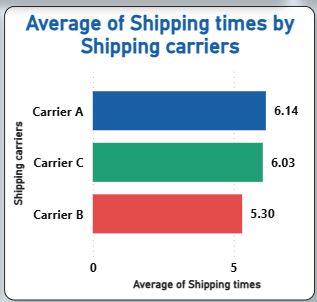 Average of Shipping times by
Shipping carriers
Shipping carriers
Carrier A
6.14
Carrier C
6.03
Carrier B
5.30
0
5
Average of Shipping times